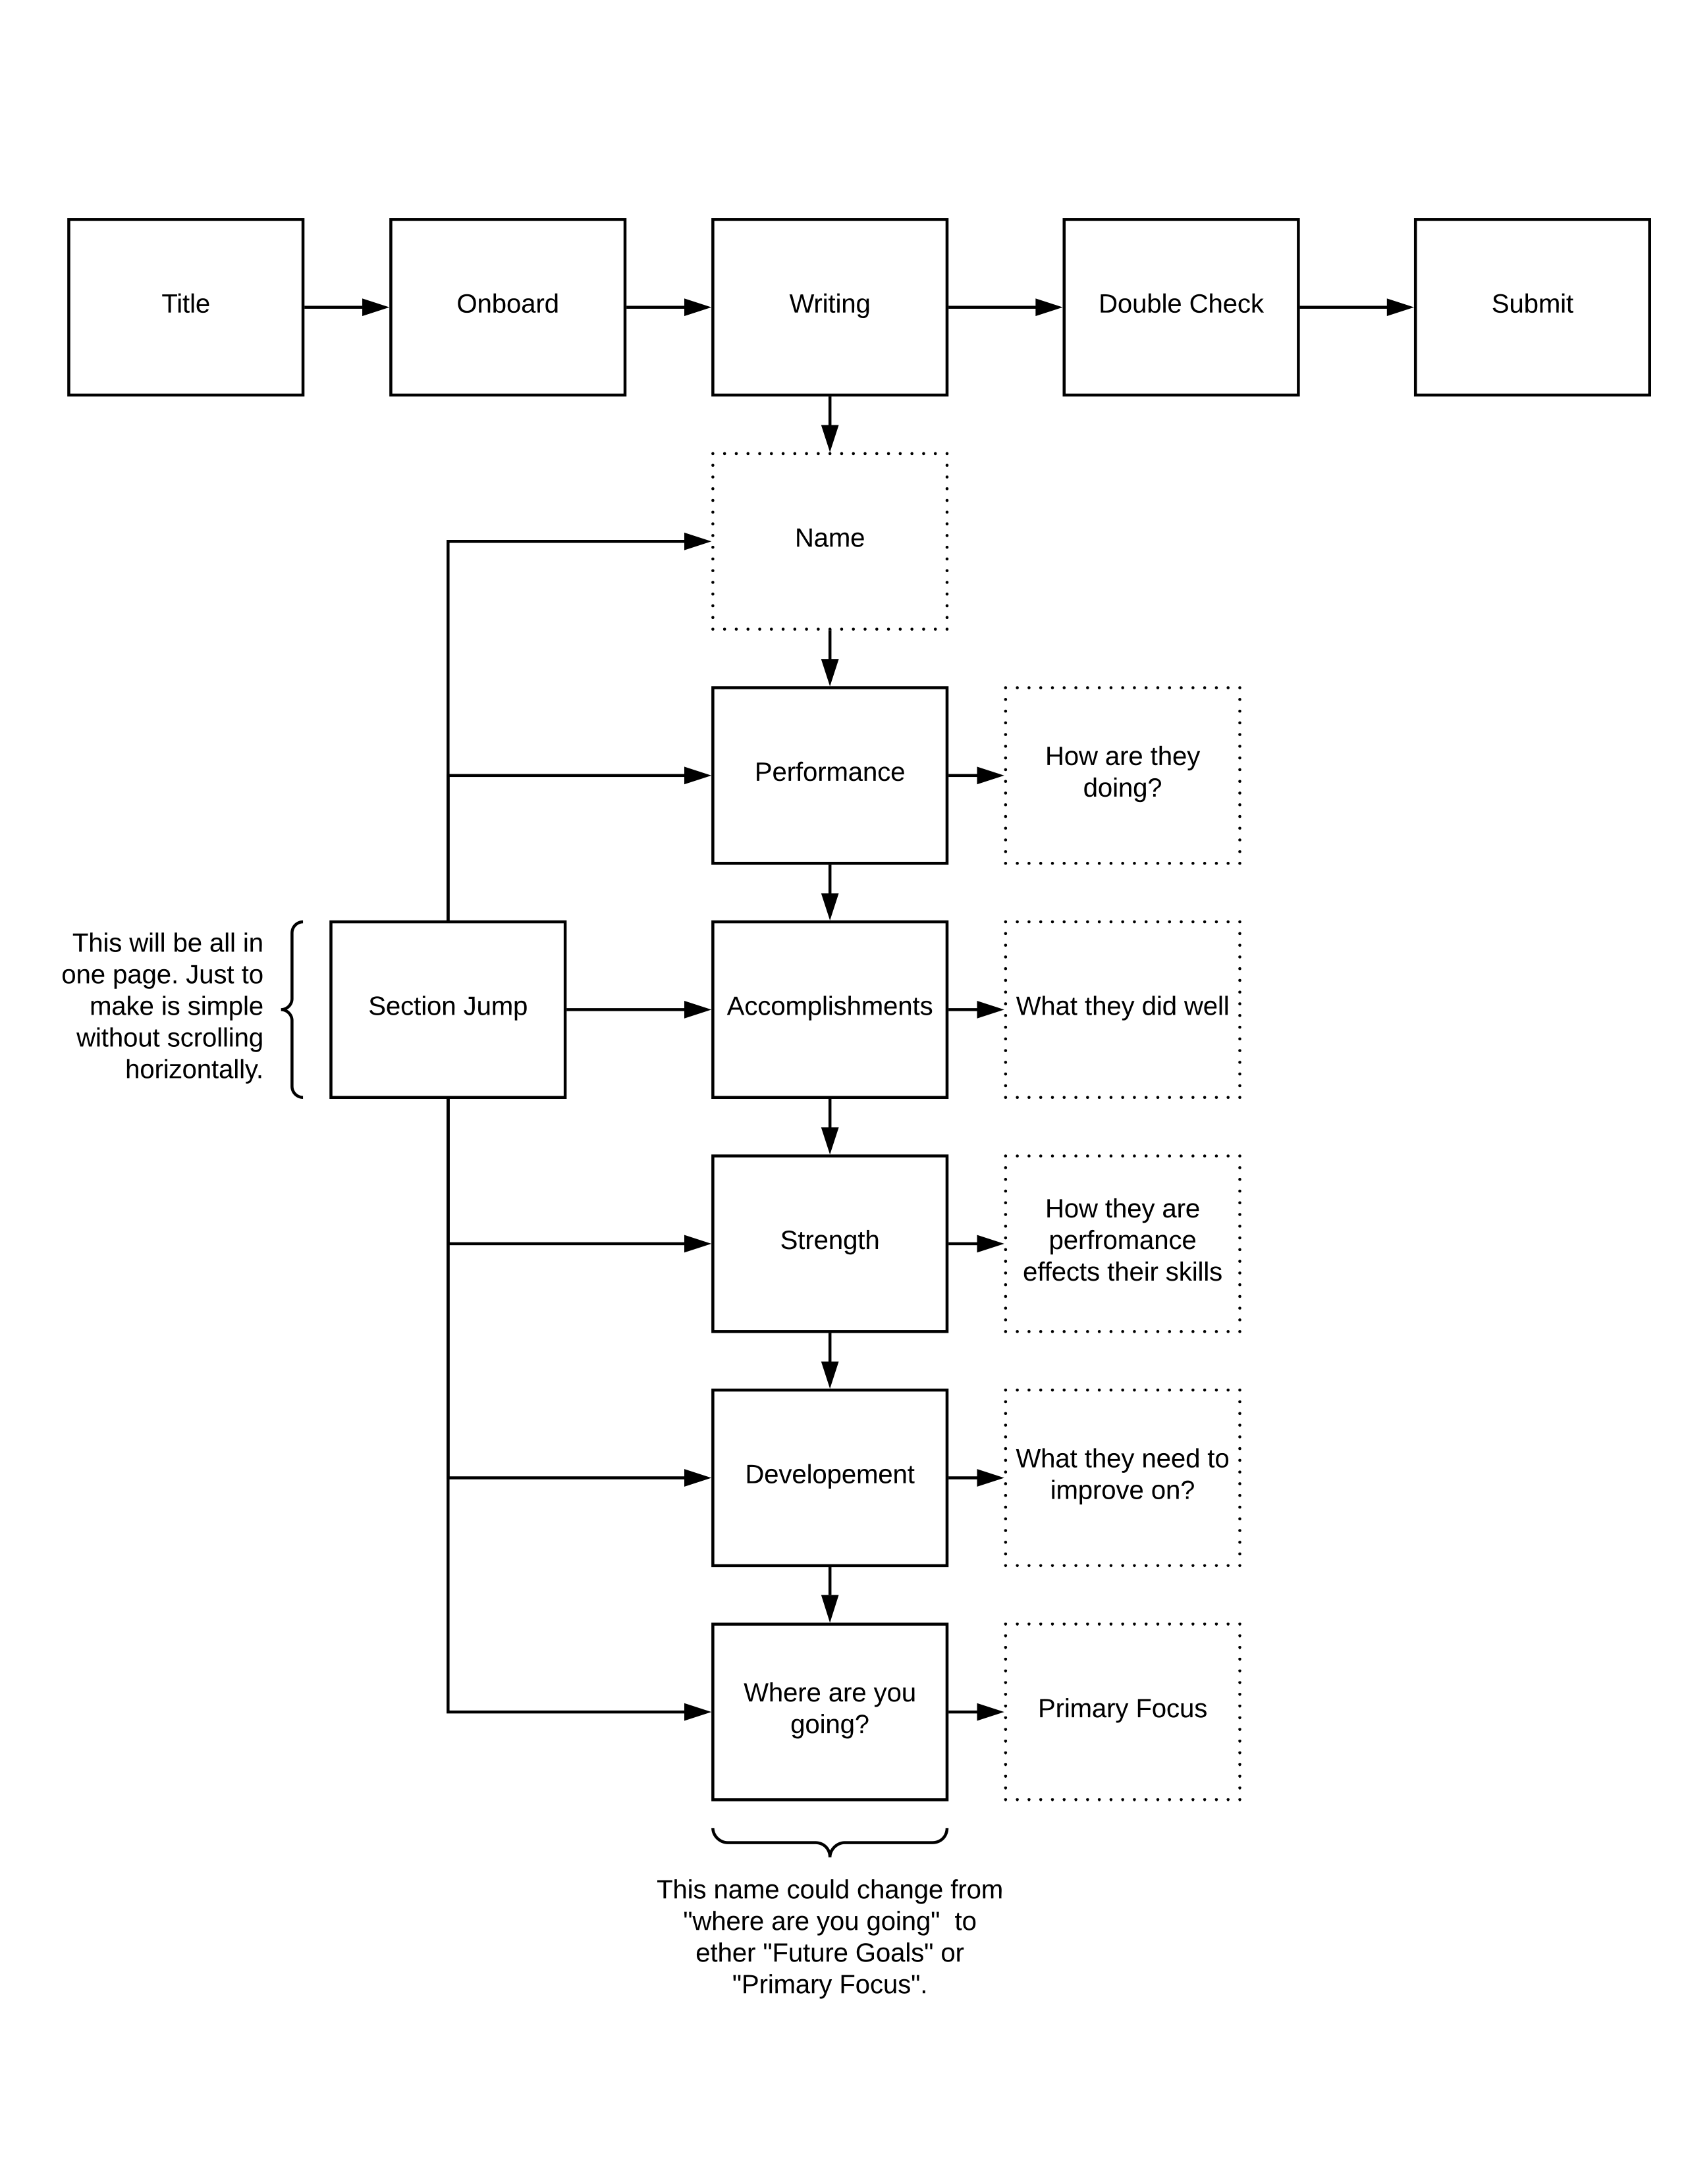 Title
Onboard
Writing
Double Check
Submit
Name
Performance
How are they
doing?
This will be all in
one page. Just to
make is simple
without scrolling
horizontally.
Section Jump
Accomplishments
What they did well
Strength
How they are
perfromance
effects their skills
Developement
What they need to
improve on?
Where are you
going?
Primary Focus
This name could change from
"where are you going"  to
ether "Future Goals" or
"Primary Focus".